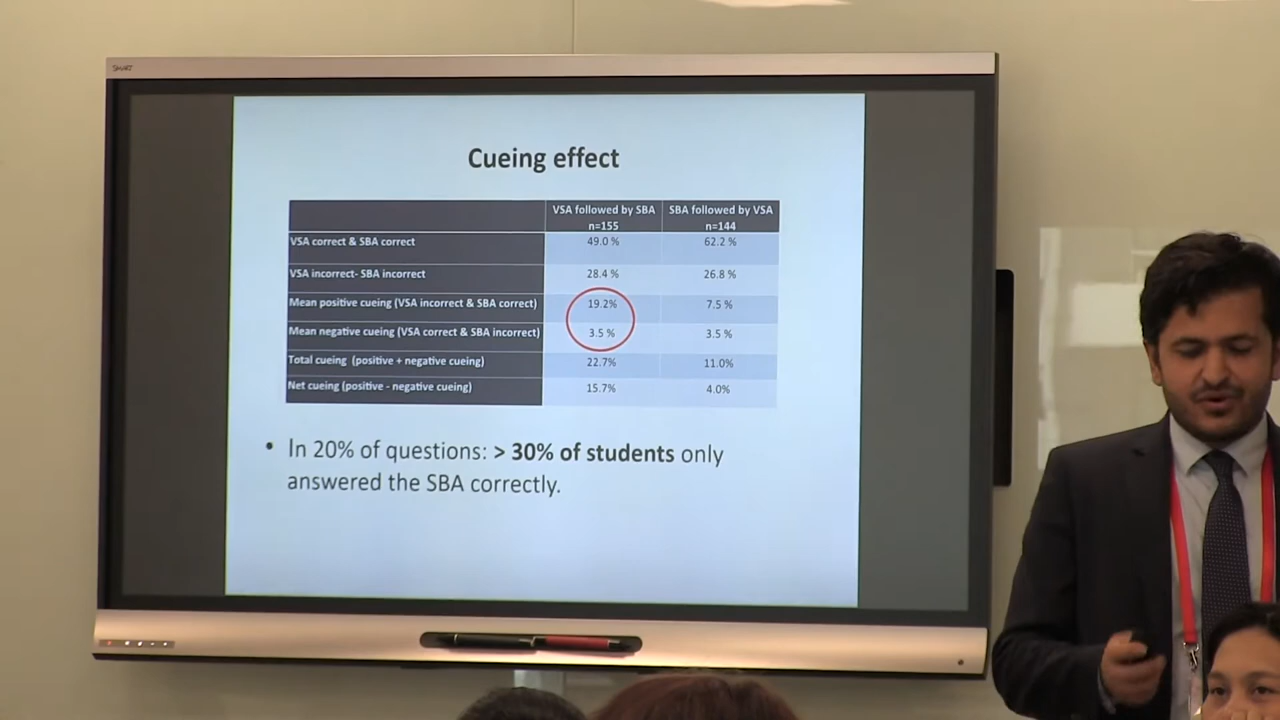 SMART
Cueing effect
VSA followed by SBA SBA followed by VSA
n=155 n=144
VSA correct & SBA correct 49.0 % 62.2 %
VSA incorrect- SBA incorrect 28.4 % 26.8 %
Mean positive cueing (VSA incorrect & SBA correct) 19.2% 7.5 %
Mean negative cueing (VSA correct & SBA incorrect) 3.5 % 3.5 %
Total cueing (positive + negative cueing) 22.7% 11.0%
Net cueing (positive - negative cueing) 15.7% 4.0%
• In 20% of questions: > 30% of students only
answered the SBA correctly.